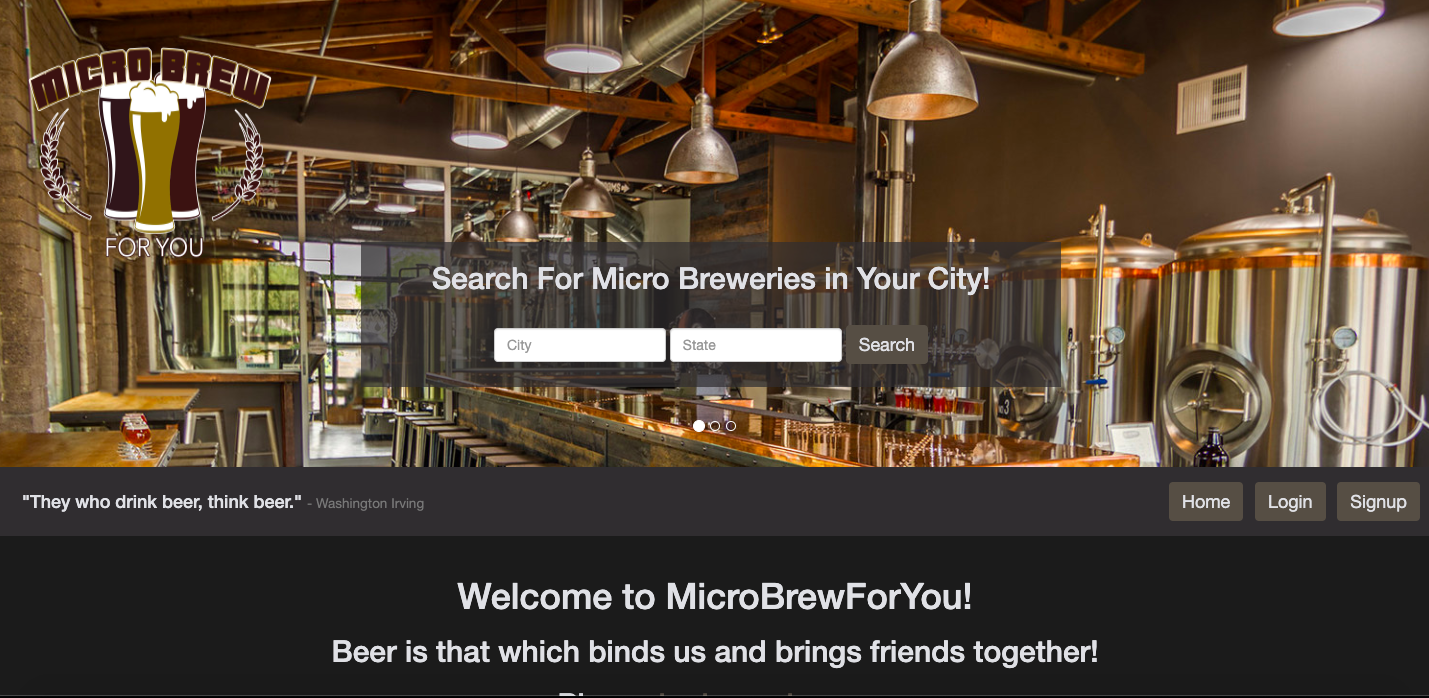 MICRO BREW
FOR YOU
Search For Micro Breweries in Your City!
City
State
Search
"They who drink beer, think beer." - Washington Irving
Home
Login
Signup
Welcome to MicroBrewForYou!
Beer is that which binds us and brings friends together!